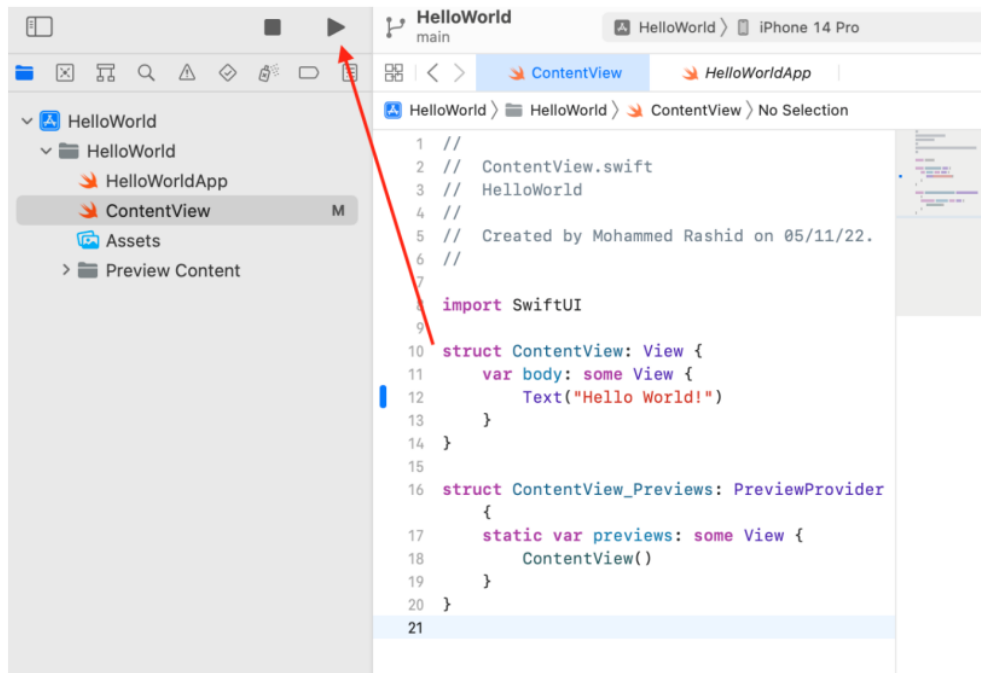 HelloWorld
main
HelloWorld 〉 iPhone 14 Pro
ContentView
HelloWorldApp
HelloWorld 〉 HelloWorld 〉 ContentView 〉 No Selection
HelloWorld
HelloWorld
HelloWorldApp
ContentView M
Assets
Preview Content
1 //
2 //  ContentView.swift
3 //  HelloWorld
4 //
5 //  Created by Mohammed Rashid on 05/11/22.
6 //
7
8 import SwiftUI
9
10 struct ContentView: View {
11     var body: some View {
12         Text("Hello World!")
13     }
14 }
15
16 struct ContentView_Previews: PreviewProvider
{
17     static var previews: some View {
18         ContentView()
19     }
20 }
21